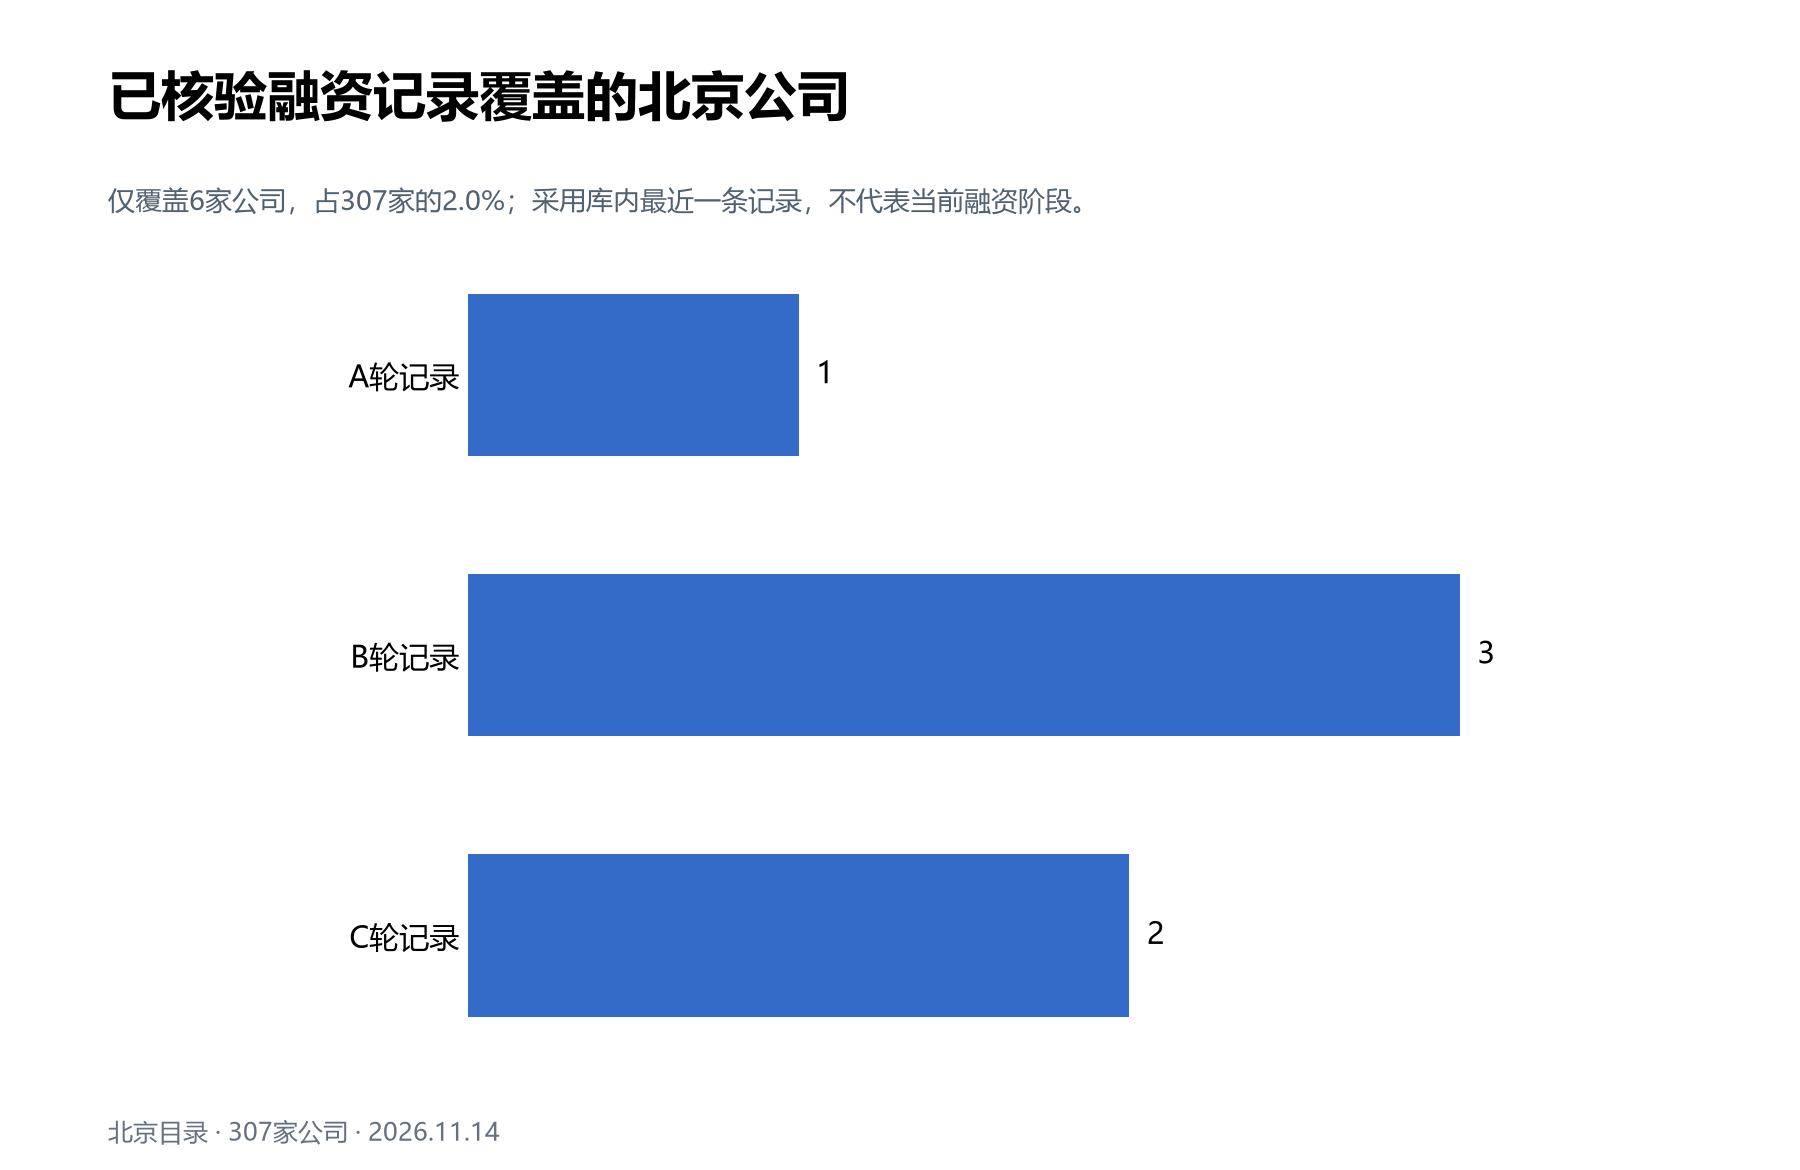 已核验融资记录覆盖的北京公司
仅覆盖6家公司，占307家的2.0%；采用库内最近一条记录，不代表当前融资阶段。
A轮记录 1
B轮记录 3
C轮记录 2
北京目录 · 307家公司 · 2026.11.14